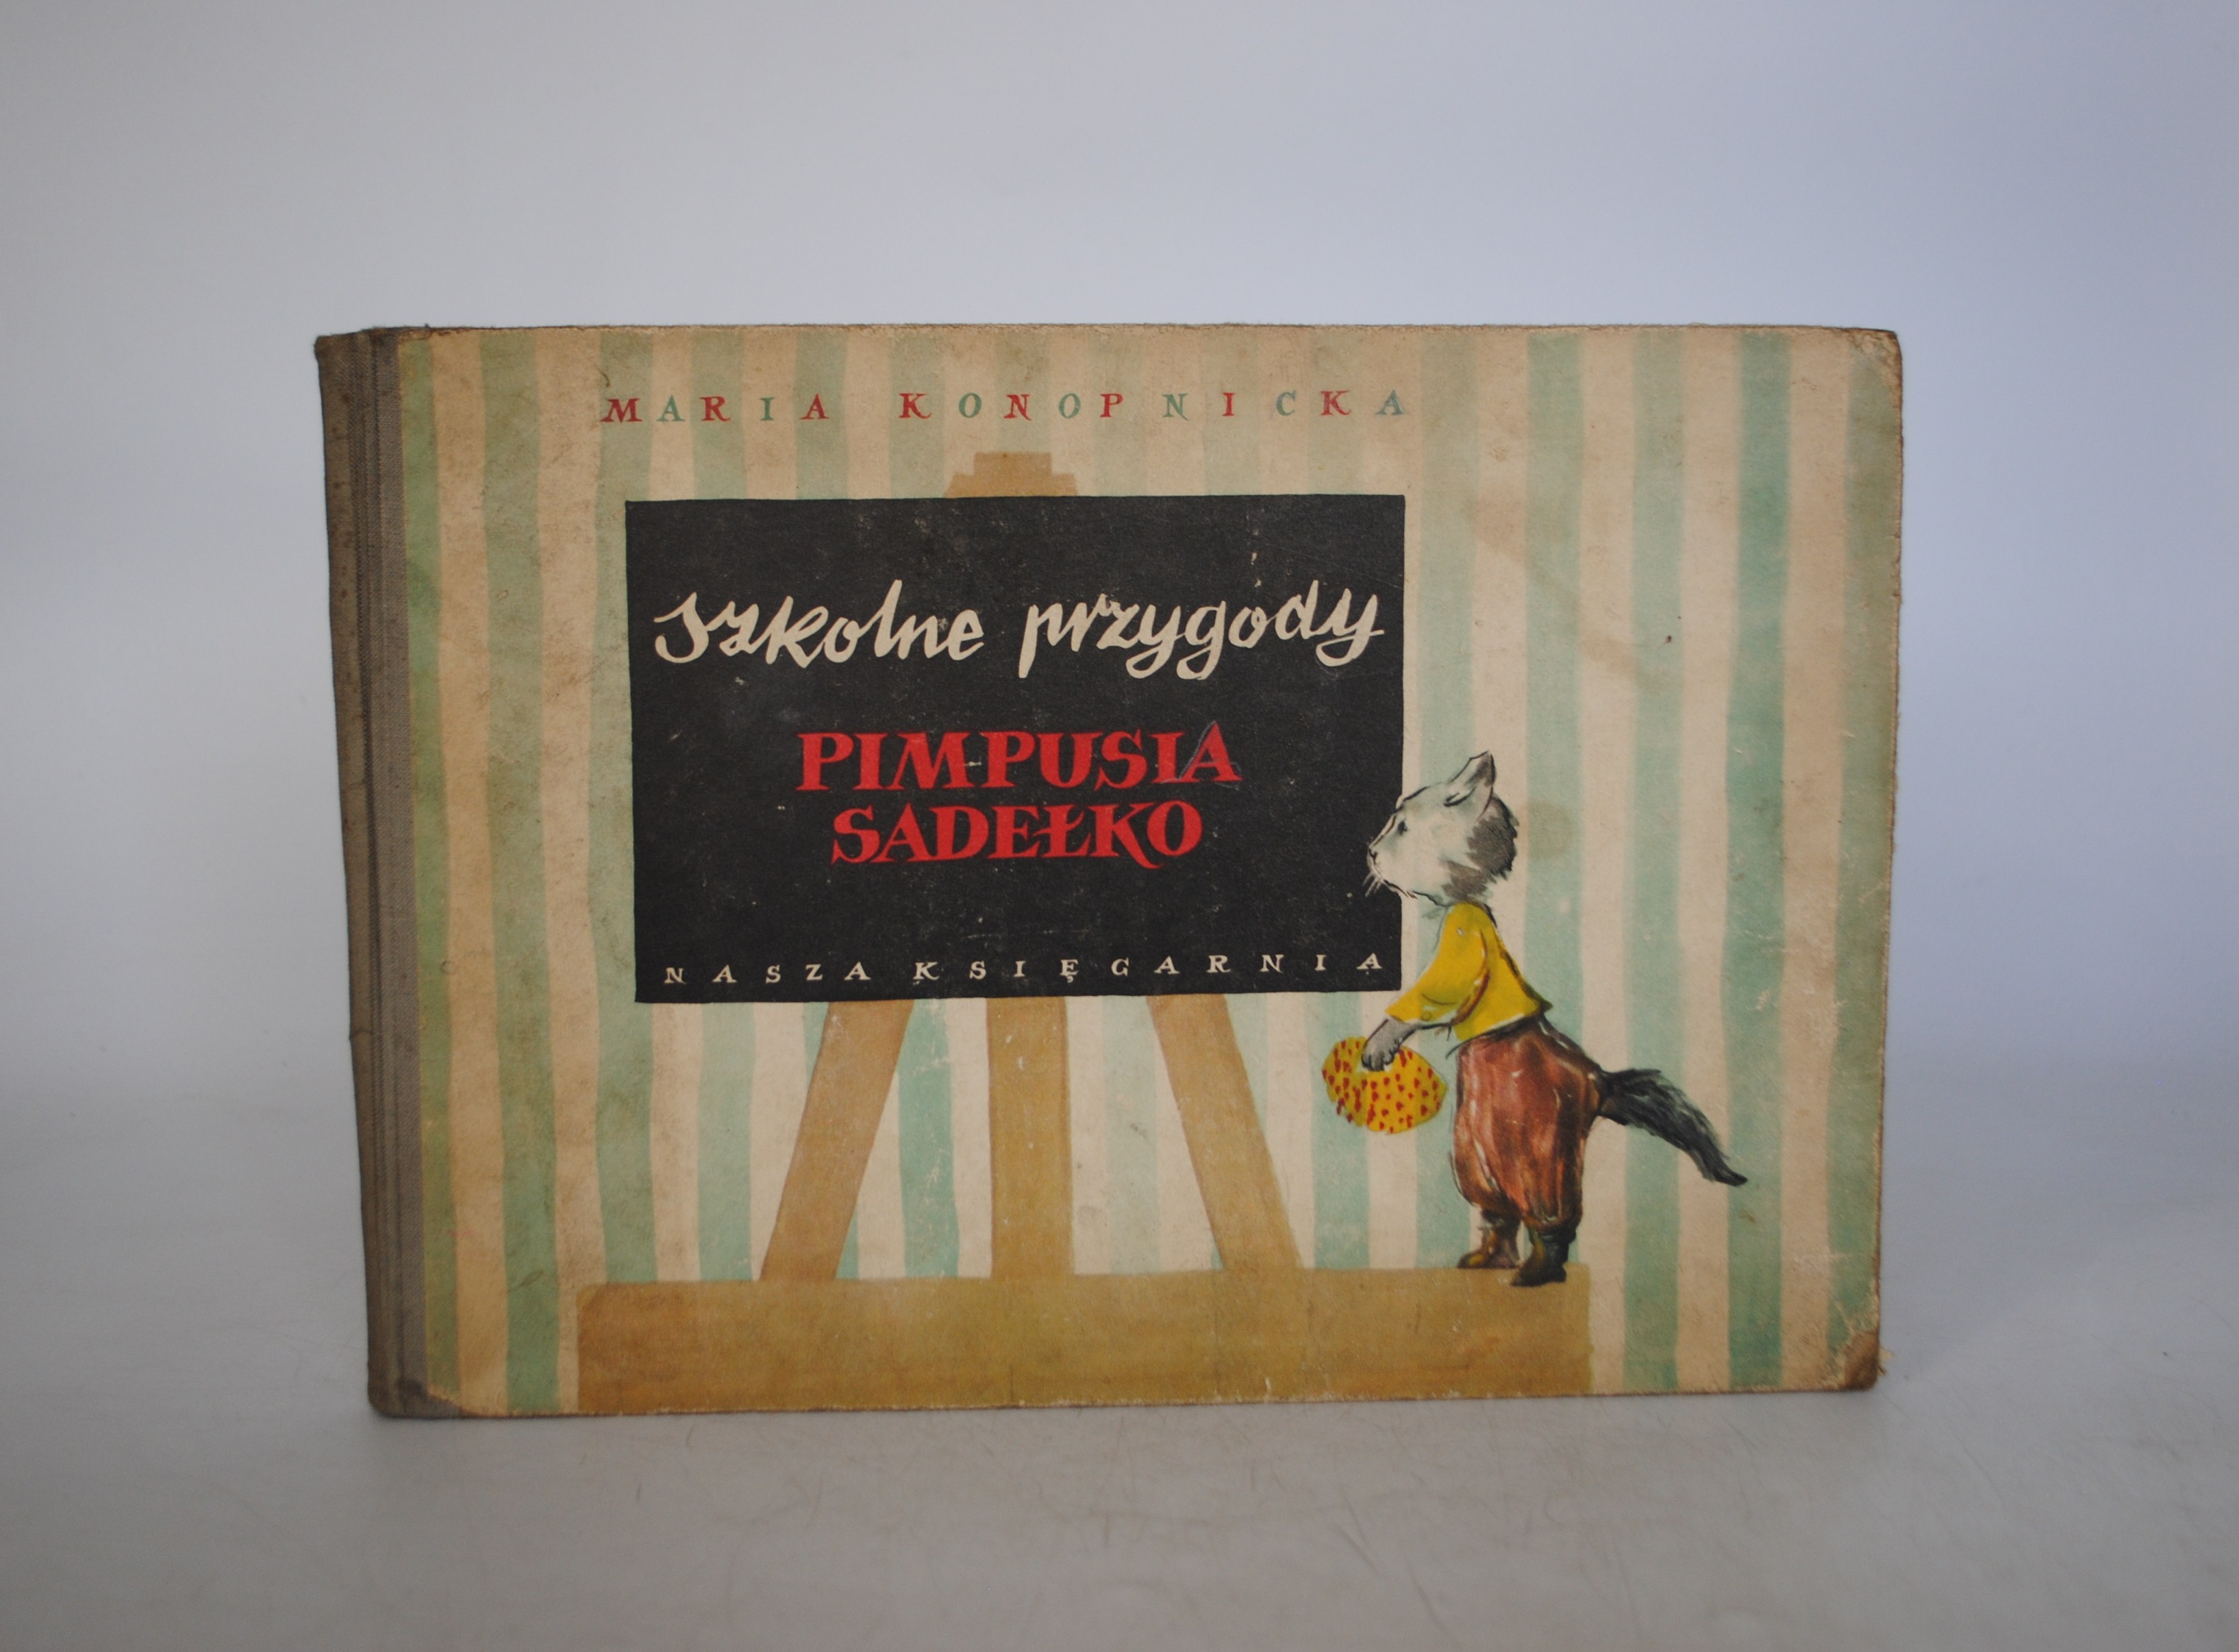 MARIA KONOPNICKA
szkolne przygody
PIMPUSIA
SADEŁKO
NASZA KSIĘGARNIA